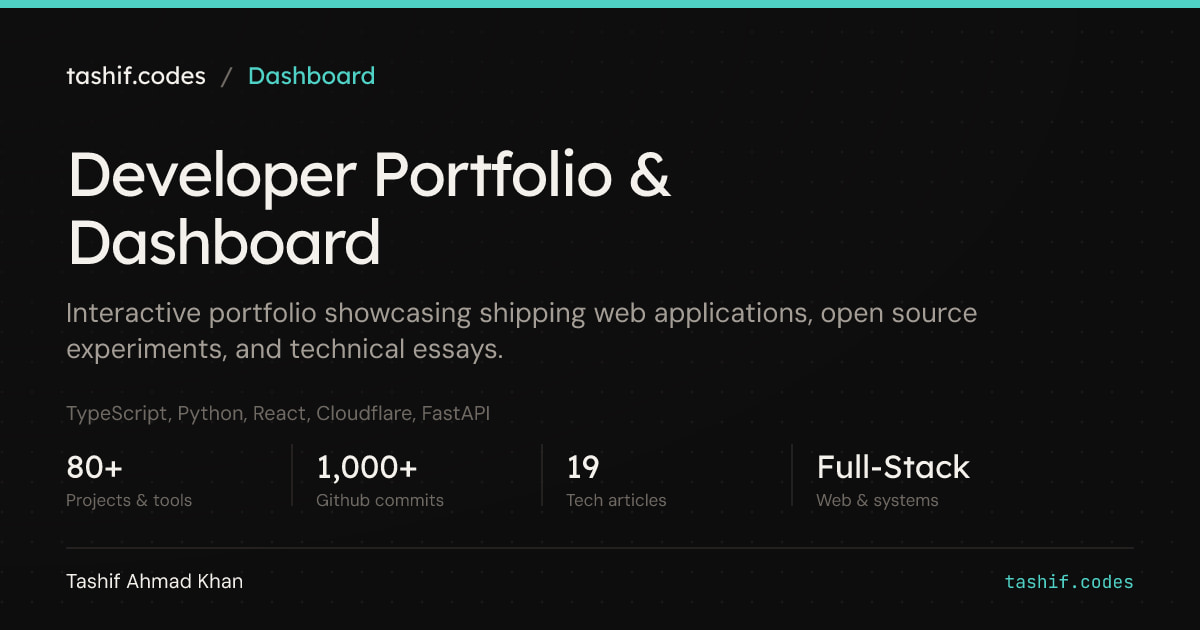 tashif.codes / Dashboard
Developer Portfolio &
Dashboard
Interactive portfolio showcasing shipping web applications, open source
experiments, and technical essays.
TypeScript, Python, React, Cloudflare, FastAPI
80+
Projects & tools
1,000+
Github commits
19
Tech articles
Full-Stack
Web & systems
Tashif Ahmad Khan
tashif.codes